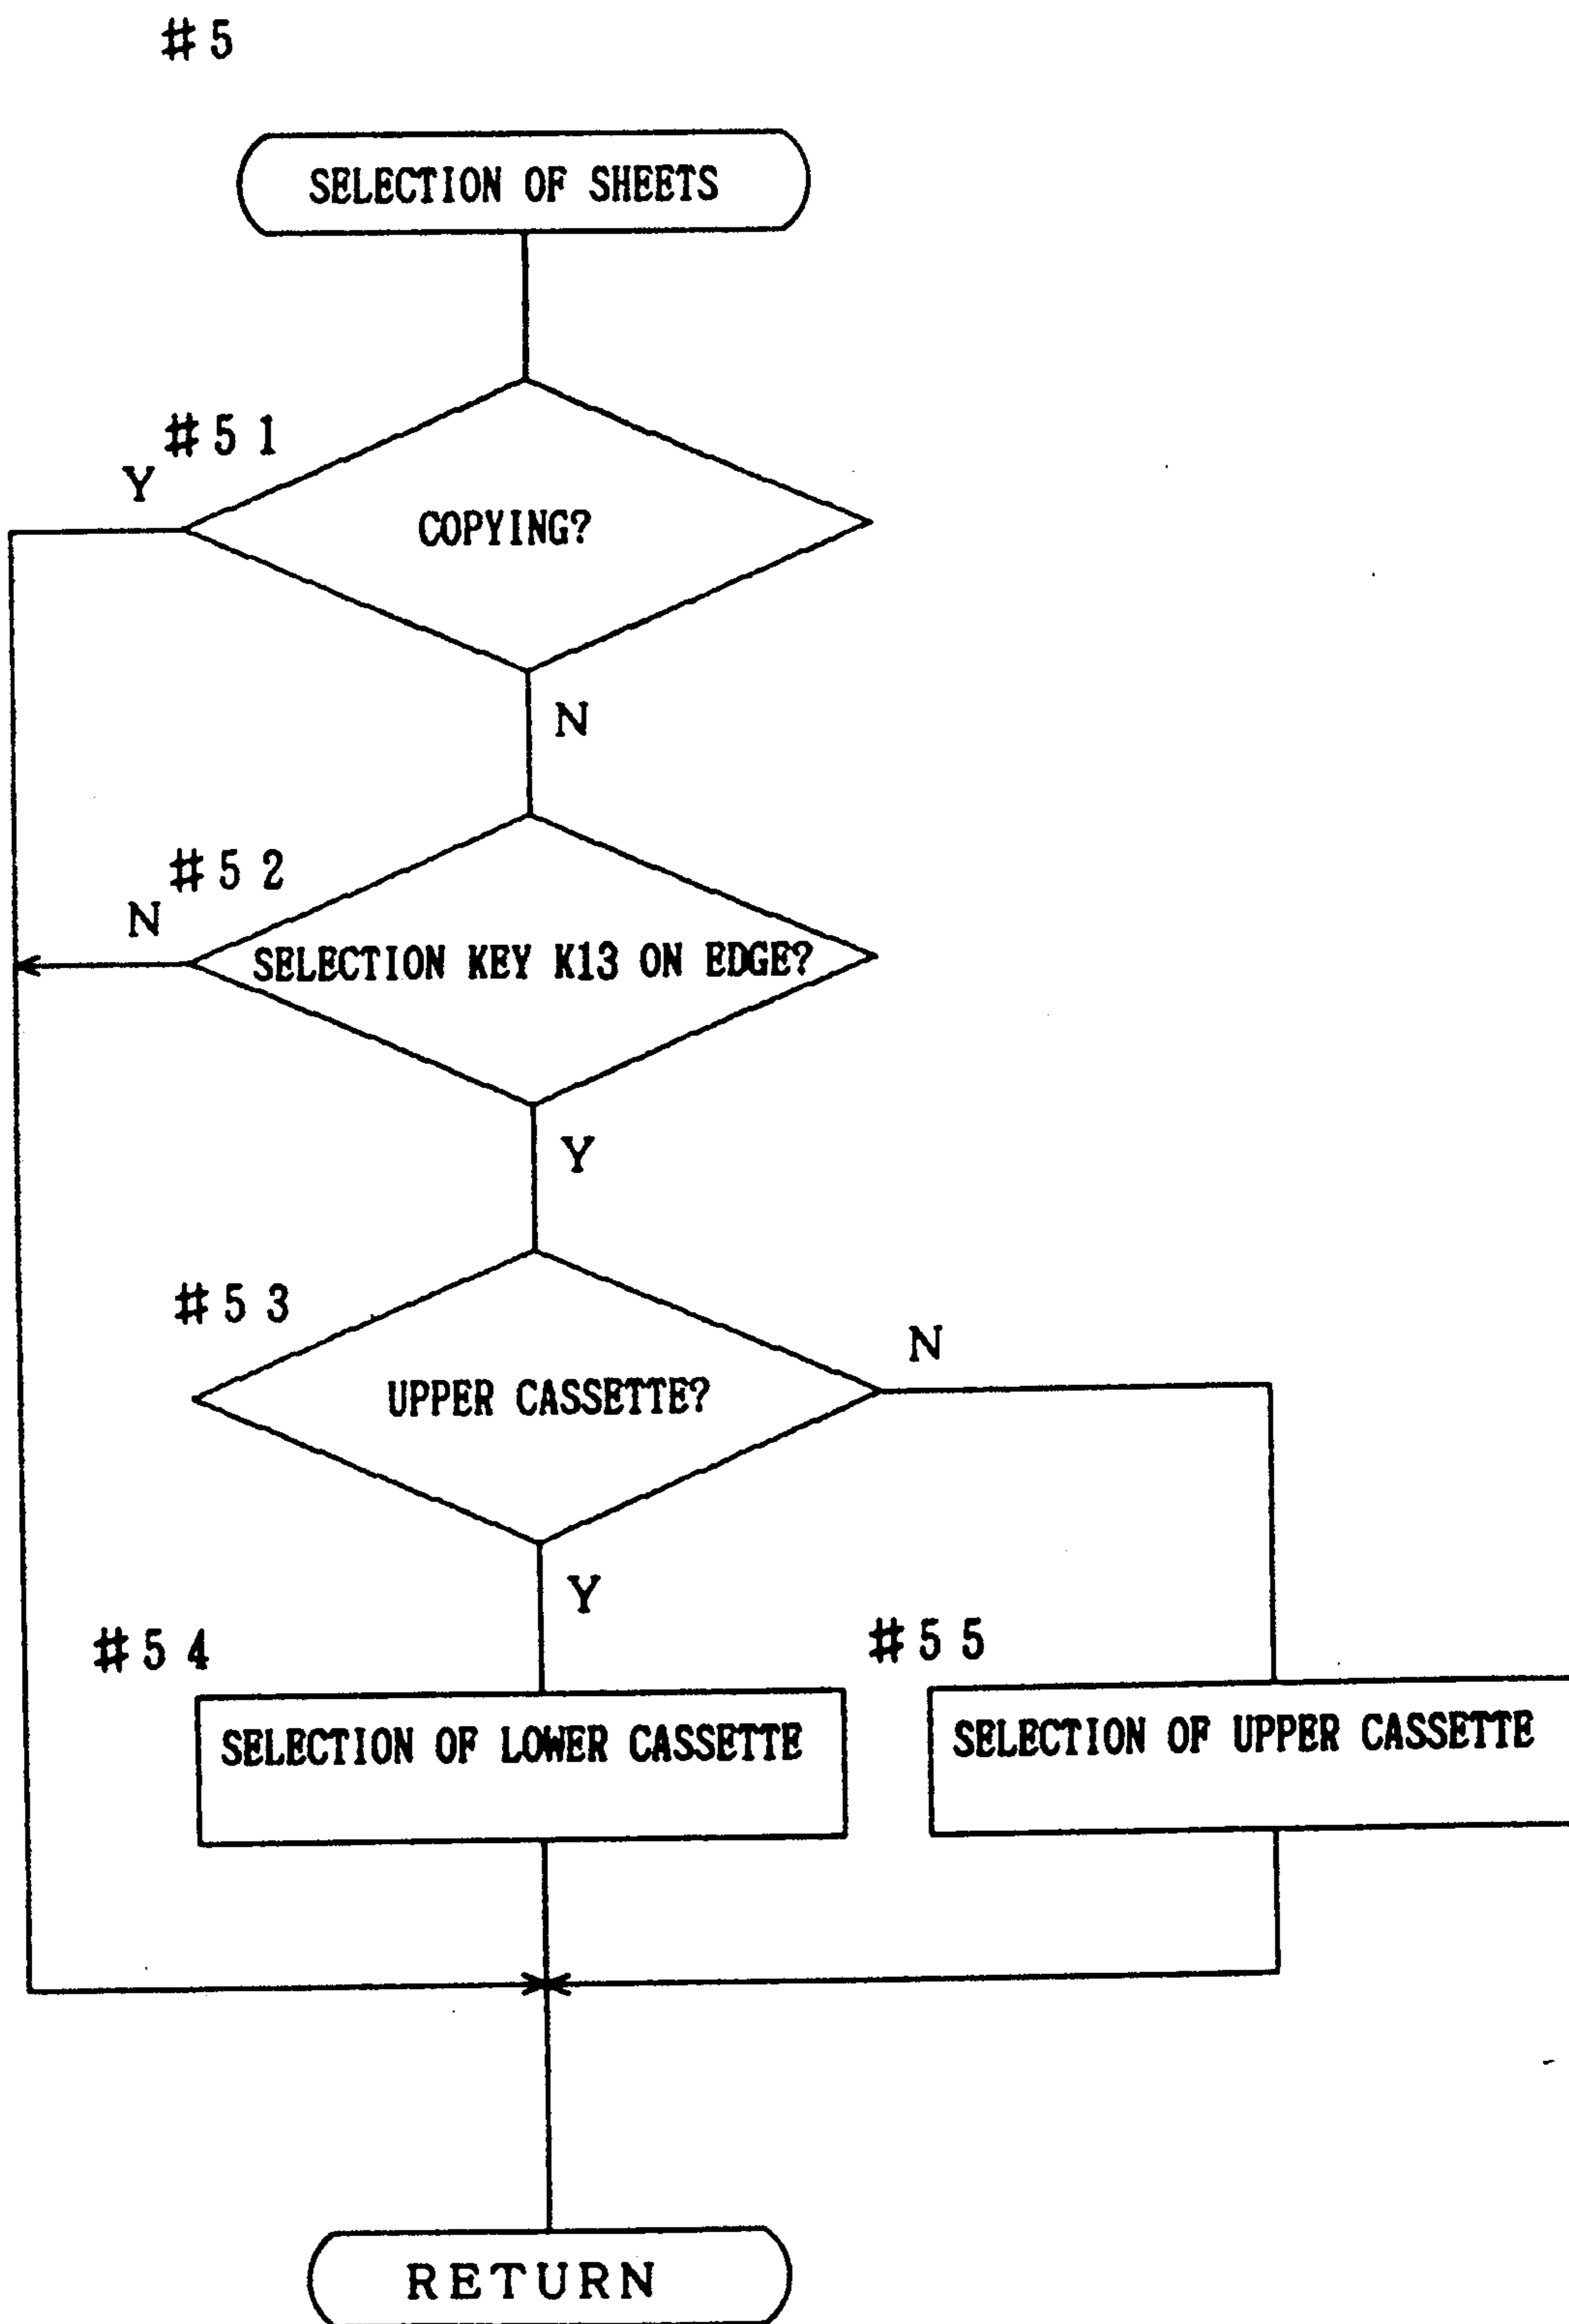 #5
SELECTION OF SHEETS
#51
Y
COPYING?
N
#52
N
SELECTION KEY K13 ON EDGE?
Y
#53
N
UPPER CASSETTE?
Y
#54
#55
SELECTION OF LOWER CASSETTE
SELECTION OF UPPER CASSETTE
RETURN